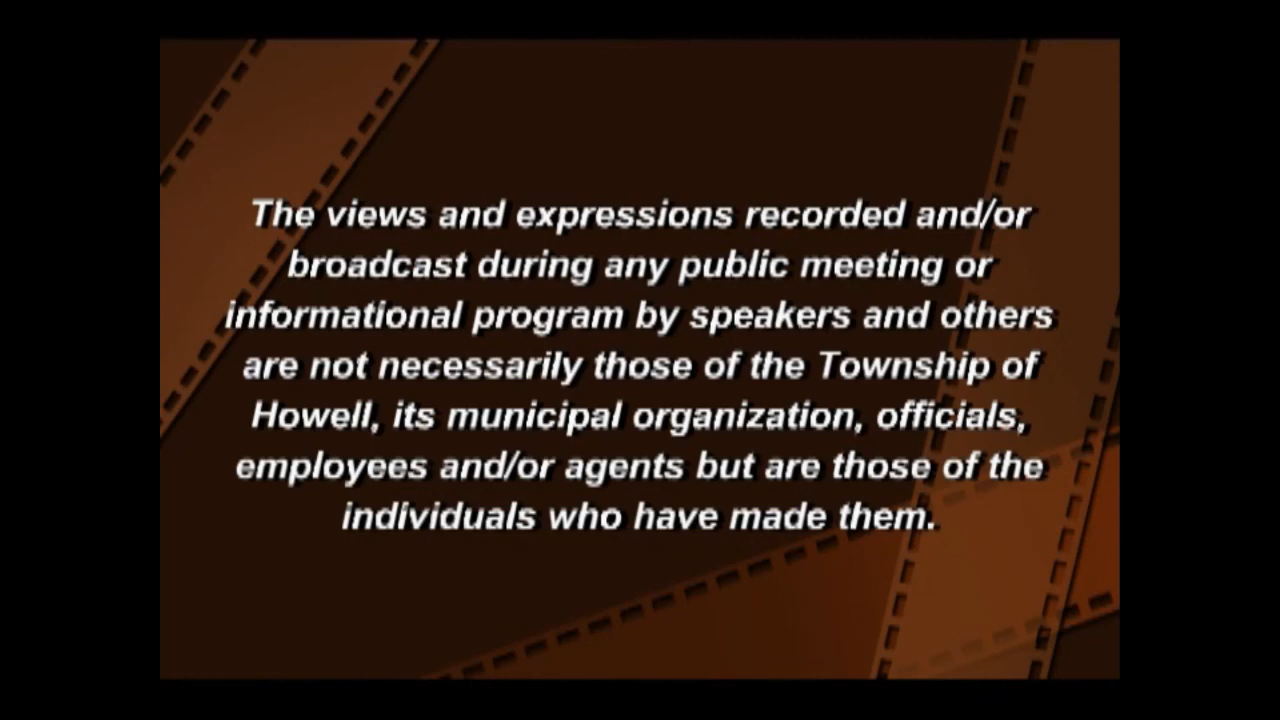 The views and expressions recorded and/or
broadcast during any public meeting or
informational program by speakers and others
are not necessarily those of the Township of
Howell, its municipal organization, officials,
employees and/or agents but are those of the
individuals who have made them.